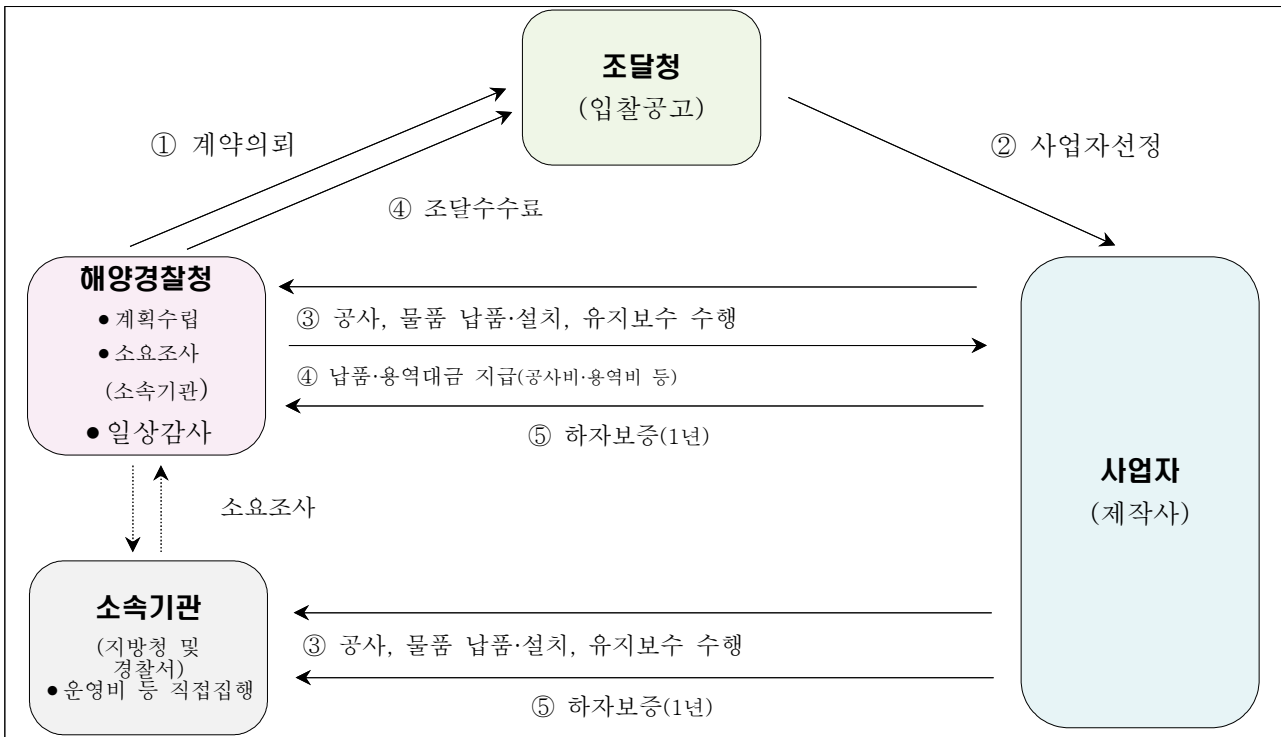 조달청
(입찰공고)
① 계약의뢰
② 사업자선정
④ 조달수수료
해양경찰청
● 계획수립
● 소요조사
(소속기관)
● 일상감사
③ 공사, 물품 납품·설치, 유지보수 수행
④ 납품·용역대금 지급(공사비·용역비 등)
⑤ 하자보증(1년)
사업자
(제작사)
소요조사
소속기관
(지방청 및
경찰서)
● 운영비 등 직접집행
③ 공사, 물품 납품·설치, 유지보수 수행
⑤ 하자보증(1년)